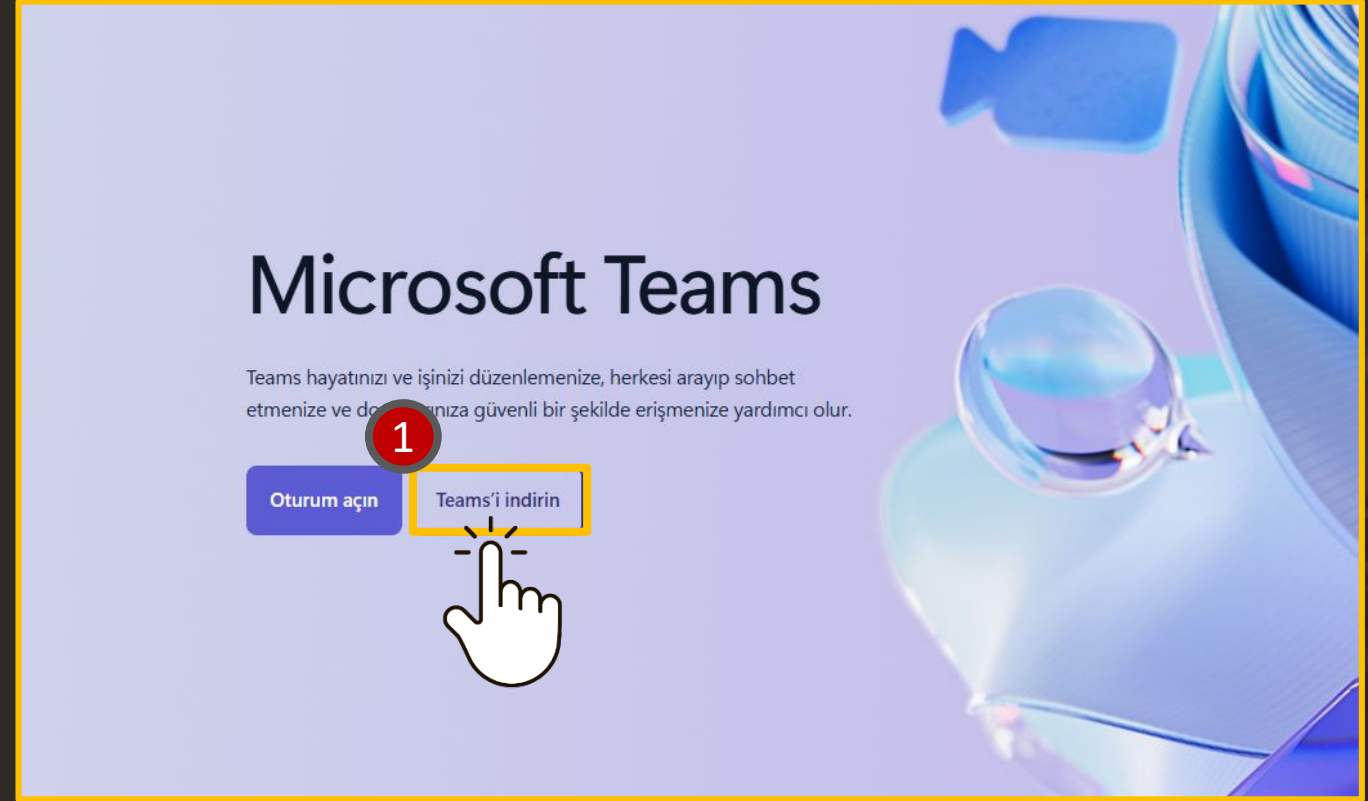 Microsoft Teams
Teams hayatınızı ve işinizi düzenlemenize, herkesi arayıp sohbet
etmenize ve güvenli bir şekilde erişmenize yardımcı olur.
1
Oturum açın
Teams'i indirin